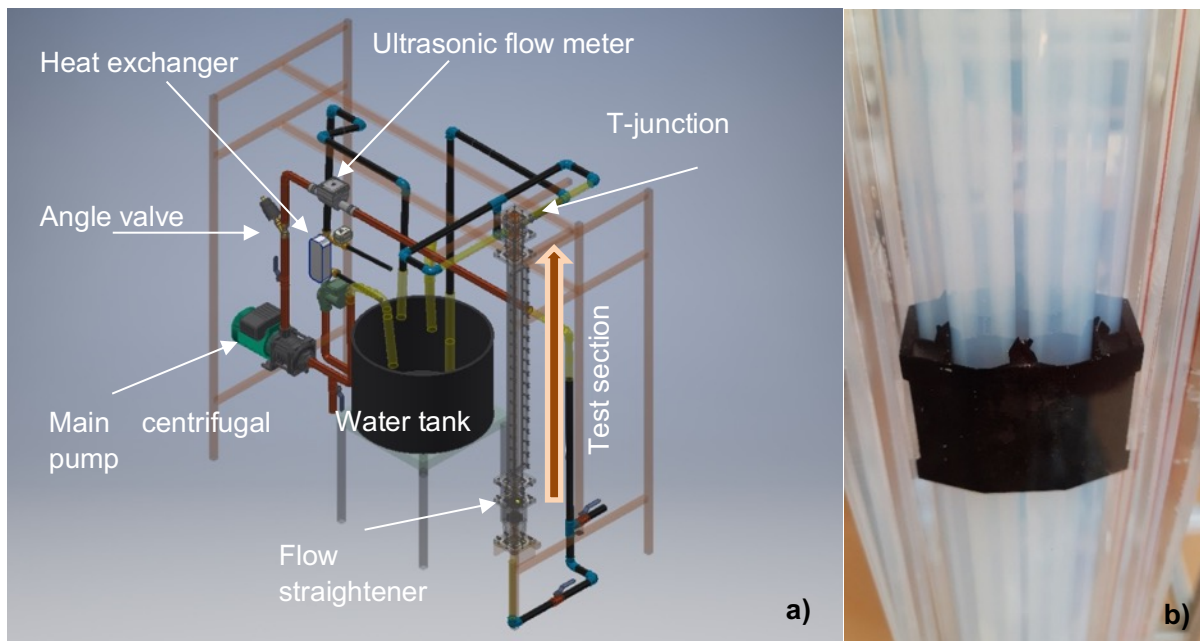 Ultrasonic flow meter
Heat exchanger
T-junction
Angle valve
Test section
Main centrifugal
pump
Water tank
Flow
straightener
a)
b)